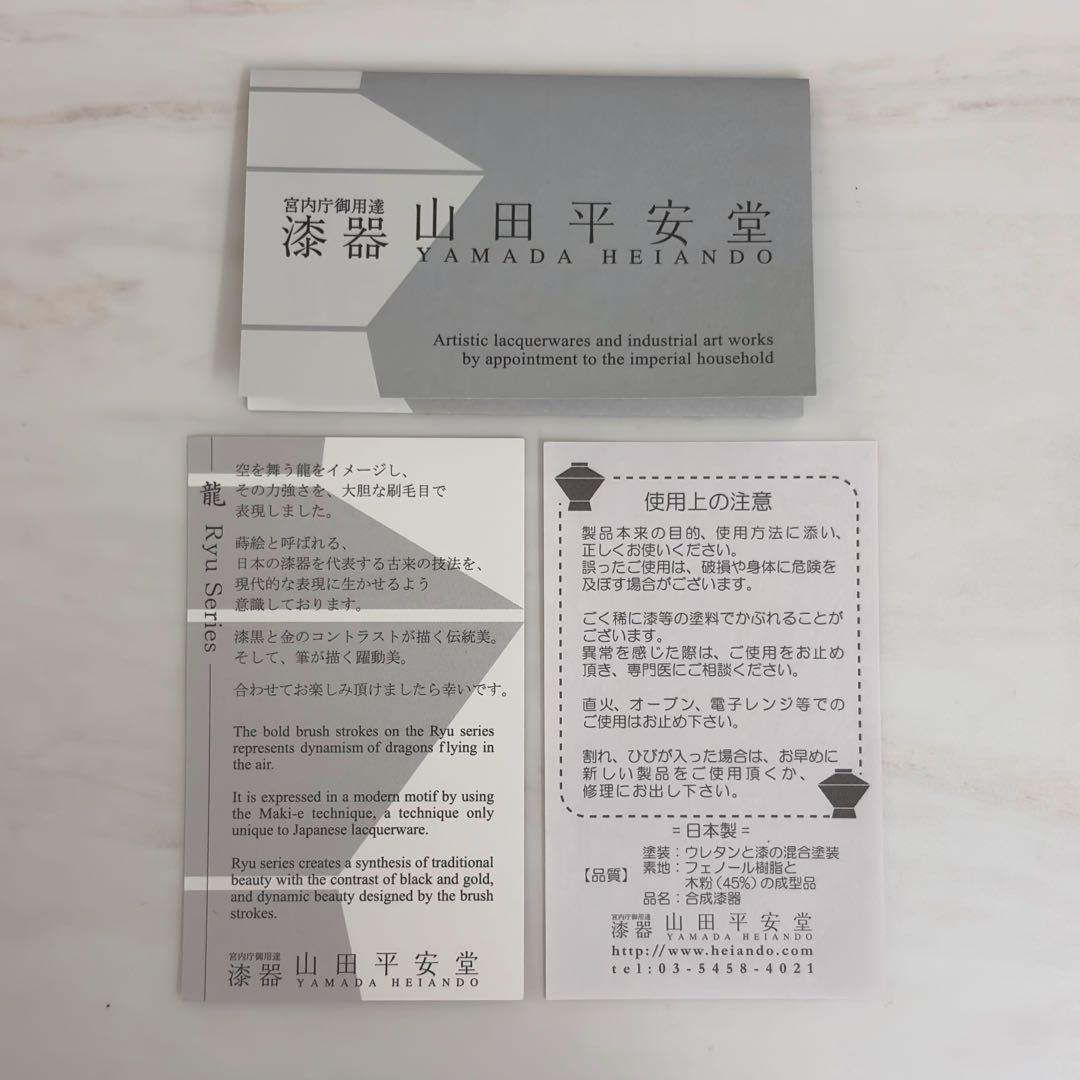 宮内庁御用達
漆器 山田平安堂
YAMADA HEIANDO
Artistic lacquerwares and industrial art works
by appointment to the imperial household
龍 Ryu Series
空を舞う龍をイメージし、
その力強さを、大胆な刷毛目で
表現しました。
蒔絵と呼ばれる、
日本の漆器を代表する古来の技法を、
現代的な表現に生かせるよう
意識しております。
漆黒と金のコントラストが描く伝統美。
そして、筆が描く躍動美。
合わせてお楽しみ頂けましたら幸いです。
The bold brush strokes on the Ryu series
represents dynamism of dragons flying in
the air.
It is expressed in a modern motif by using
the Maki-e technique, a technique only
unique to Japanese lacquerware.
Ryu series creates a synthesis of traditional
beauty with the contrast of black and gold,
and dynamic beauty designed by the brush
strokes.
宮内庁御用達
漆器 山田平安堂
YAMADA HEIANDO
使用上の注意
製品本来の目的、使用方法に添い、
正しくお使いください。
誤ったご使用は、破損や身体に危険を
及ぼす場合がございます。
ごく稀に漆等の塗料でかぶれることが
ございます。
異常を感じた際は、ご使用をお止め
頂き、専門医にご相談ください。
直火、オーブン、電子レンジ等での
ご使用はお止め下さい。
割れ、ひびが入った場合は、お早めに
新しい製品をご使用頂くか、
修理にお出し下さい。
=日本製=
【品質】
塗装：ウレタンと漆の混合塗装
素地：フェノール樹脂と
木粉（45%）の成型品
品名：合成漆器
宮内庁御用達
漆器 山田平安堂
YAMADA HEIANDO
http://www.heiando.com
tel:03-5458-4021